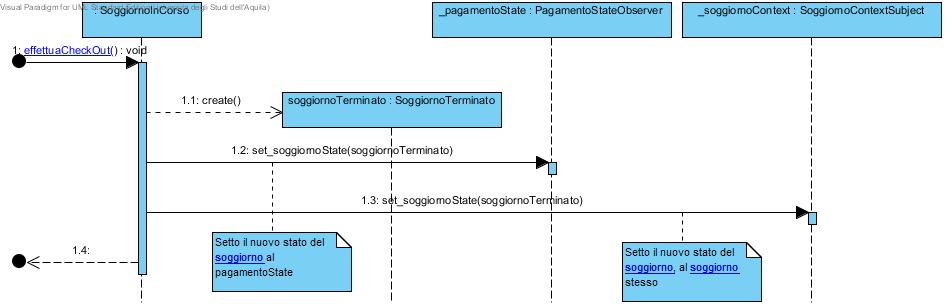 Visual Paradigm for UML Standard Edition(Università degli Studi dell'Aquila)
: SoggiornoInCorso
_pagamentoState : PagamentoStateObserver
_soggiornoContext : SoggiornoContextSubject
1: effettuaCheckOut() : void
1.1: create()
soggiornoTerminato : SoggiornoTerminato
1.2: set_soggiornoState(soggiornoTerminato)
1.3: set_soggiornoState(soggiornoTerminato)
1.4:
Setto il nuovo stato del
soggiorno al
pagamentoState
Setto il nuovo stato del
soggiorno, al soggiorno
stesso